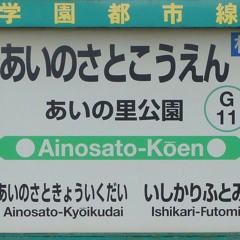 学園都市線
あいのさとこうえん
あいの里公園
G
11
Ainosato-Kōen
あいのさときょういくだい
いしかりふとみ
Ainosato-Kyōikudai
Ishikari-Futomi